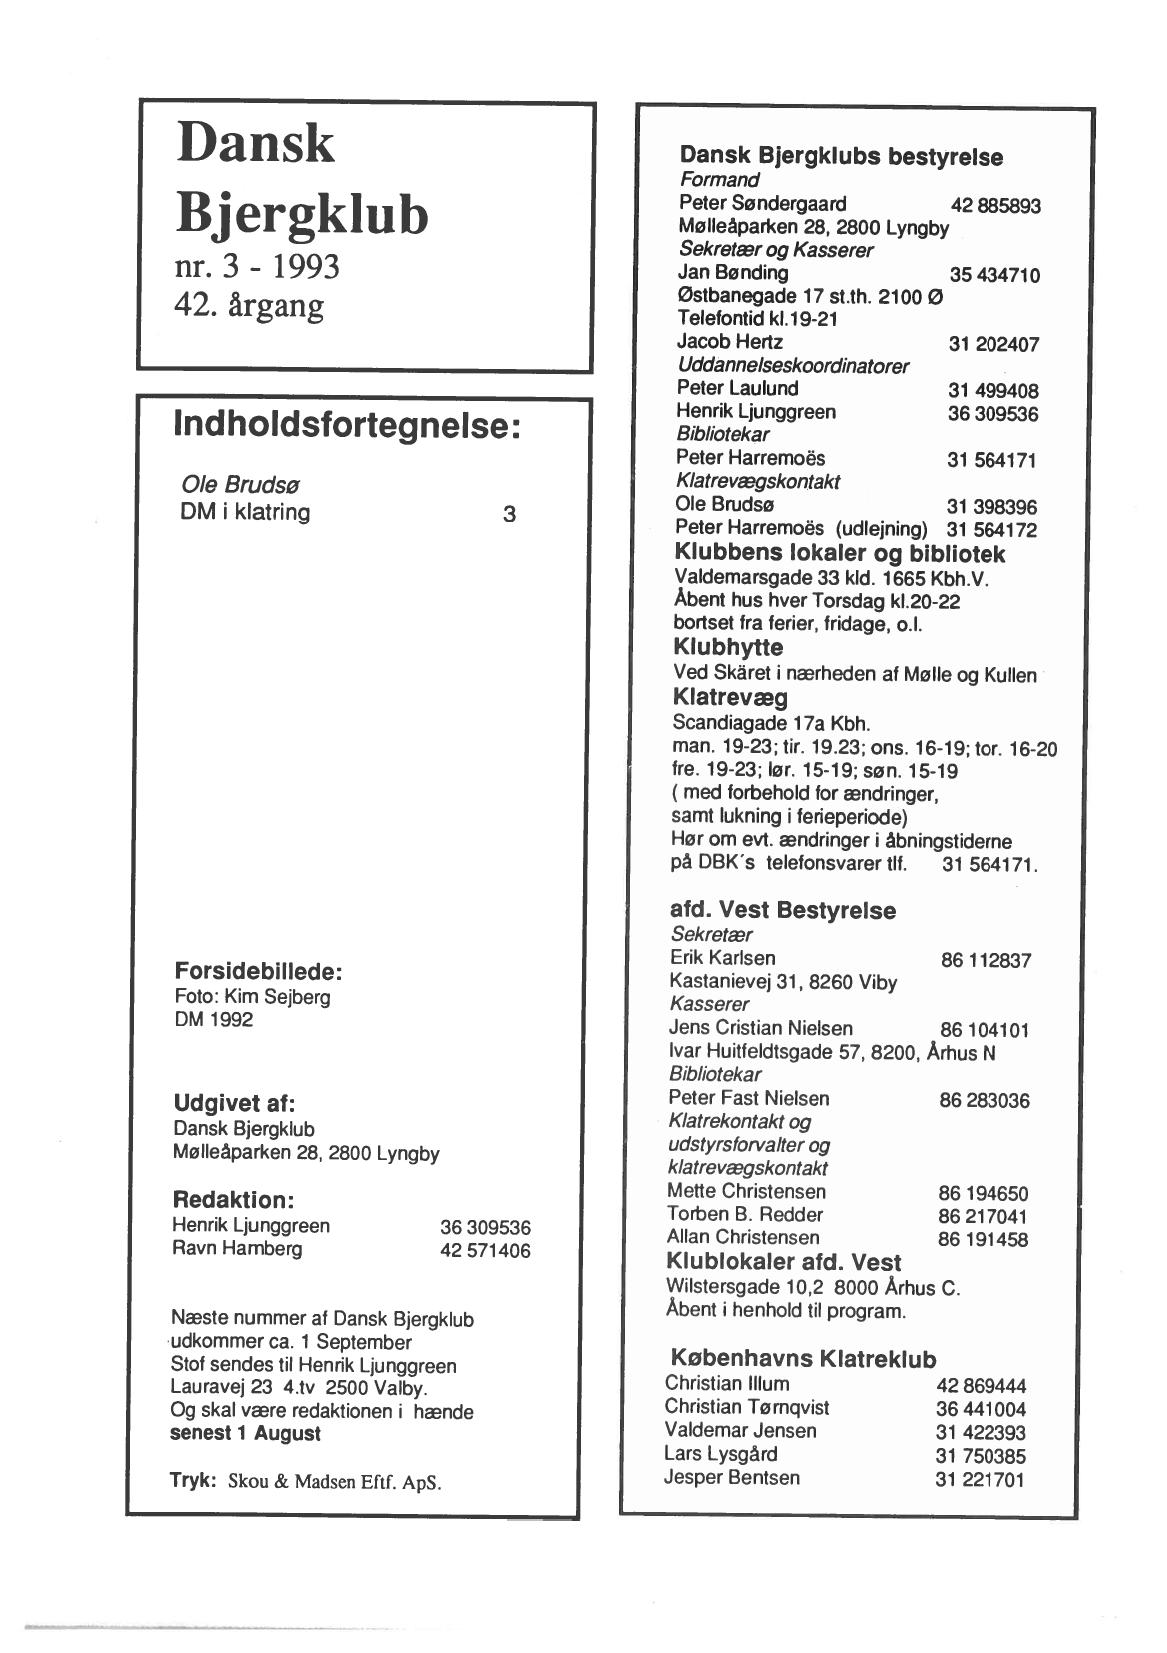 Dansk
Bjergklub
nr. 3 - 1993
42. årgang
Indholdsfortegnelse:
Ole Brudsø
DM i klatring 3
Forsidebillede:
Foto: Kim Sejberg
DM 1992
Udgivet af:
Dansk Bjergklub
Mølleåparken 28, 2800 Lyngby
Redaktion:
Henrik Ljunggreen 36 309536
Ravn Hamberg 42 571406
Næste nummer af Dansk Bjergklub
udkommer ca. 1 September
Stof sendes til Henrik Ljunggreen
Lauravej 23 4.tv 2500 Valby.
Og skal være redaktionen i hænde
senest 1 August
Tryk: Skou & Madsen Eftf. ApS.
Dansk Bjergklubs bestyrelse
Formand
Peter Søndergaard 42 885893
Mølleåparken 28, 2800 Lyngby
Sekretær og Kasserer
Jan Bønding 35 434710
Østbanegade 17 st.th. 2100 Ø
Telefontid kl.19-21
Jacob Hertz 31 202407
Uddannelseskoordinatorer
Peter Laulund 31 499408
Henrik Ljunggreen 36 309536
Bibliotekar
Peter Harremoës 31 564171
Klatrevægskontakt
Ole Brudsø 31 398396
Peter Harremoës (udlejning) 31 564172
Klubbens lokaler og bibliotek
Valdemarsgade 33 kld. 1665 Kbh.V.
Åbent hus hver Torsdag kl.20-22
bortset fra ferier, fridage, o.l.
Klubhytte
Ved Skäret i nærheden af Mølle og Kullen
Klatrevæg
Scandiagade 17a Kbh.
man. 19-23; tir. 19.23; ons. 16-19; tor. 16-20
fre. 19-23; lør. 15-19; søn. 15-19
( med forbehold for ændringer,
samt lukning i ferieperiode)
Hør om evt. ændringer i åbningstiderne
på DBK´s telefonsvarer tlf. 31 564171.
afd. Vest Bestyrelse
Sekretær
Erik Karlsen 86 112837
Kastanievej 31, 8260 Viby
Kasserer
Jens Cristian Nielsen 86 104101
Ivar Huitfeldtsgade 57, 8200, Århus N
Bibliotekar
Peter Fast Nielsen 86 283036
Klatrekontakt og
udstyrsforvalter og
klatrevægskontakt
Mette Christensen 86 194650
Torben B. Redder 86 217041
Allan Christensen 86 191458
Klublokaler afd. Vest
Wilstersgade 10,2 8000 Århus C.
Åbent i henhold til program.
Københavns Klatreklub
Christian Illum 42 869444
Christian Tørnqvist 36 441004
Valdemar Jensen 31 422393
Lars Lysgård 31 750385
Jesper Bentsen 31 221701